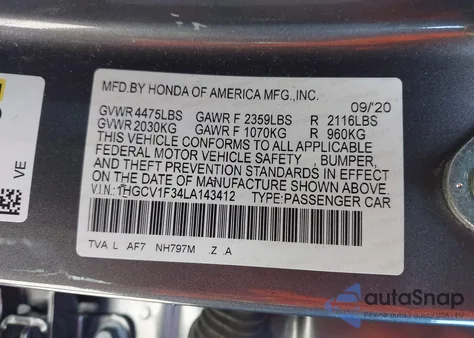 MFD.BY HONDA OF AMERICA MFG.,INC.
09/'20
GVWR 4475LBS GAWR F 2359LBS R 2116LBS
GVWR 2030KG GAWR F 1070KG R 960KG
THIS VEHICLE CONFORMS TO ALL APPLICABLE
FEDERAL MOTOR VEHICLE SAFETY , BUMPER,
AND THEFT PREVENTION STANDARDS IN EFFECT
ON THE DATE OF MANUFACTURE SHOWN ABOVE.
V.I.N.:1HGCV1F34LA143412 TYPE:PASSENGER CAR
TVA L AF7 NH797M .Z .A
VE
autoSnap